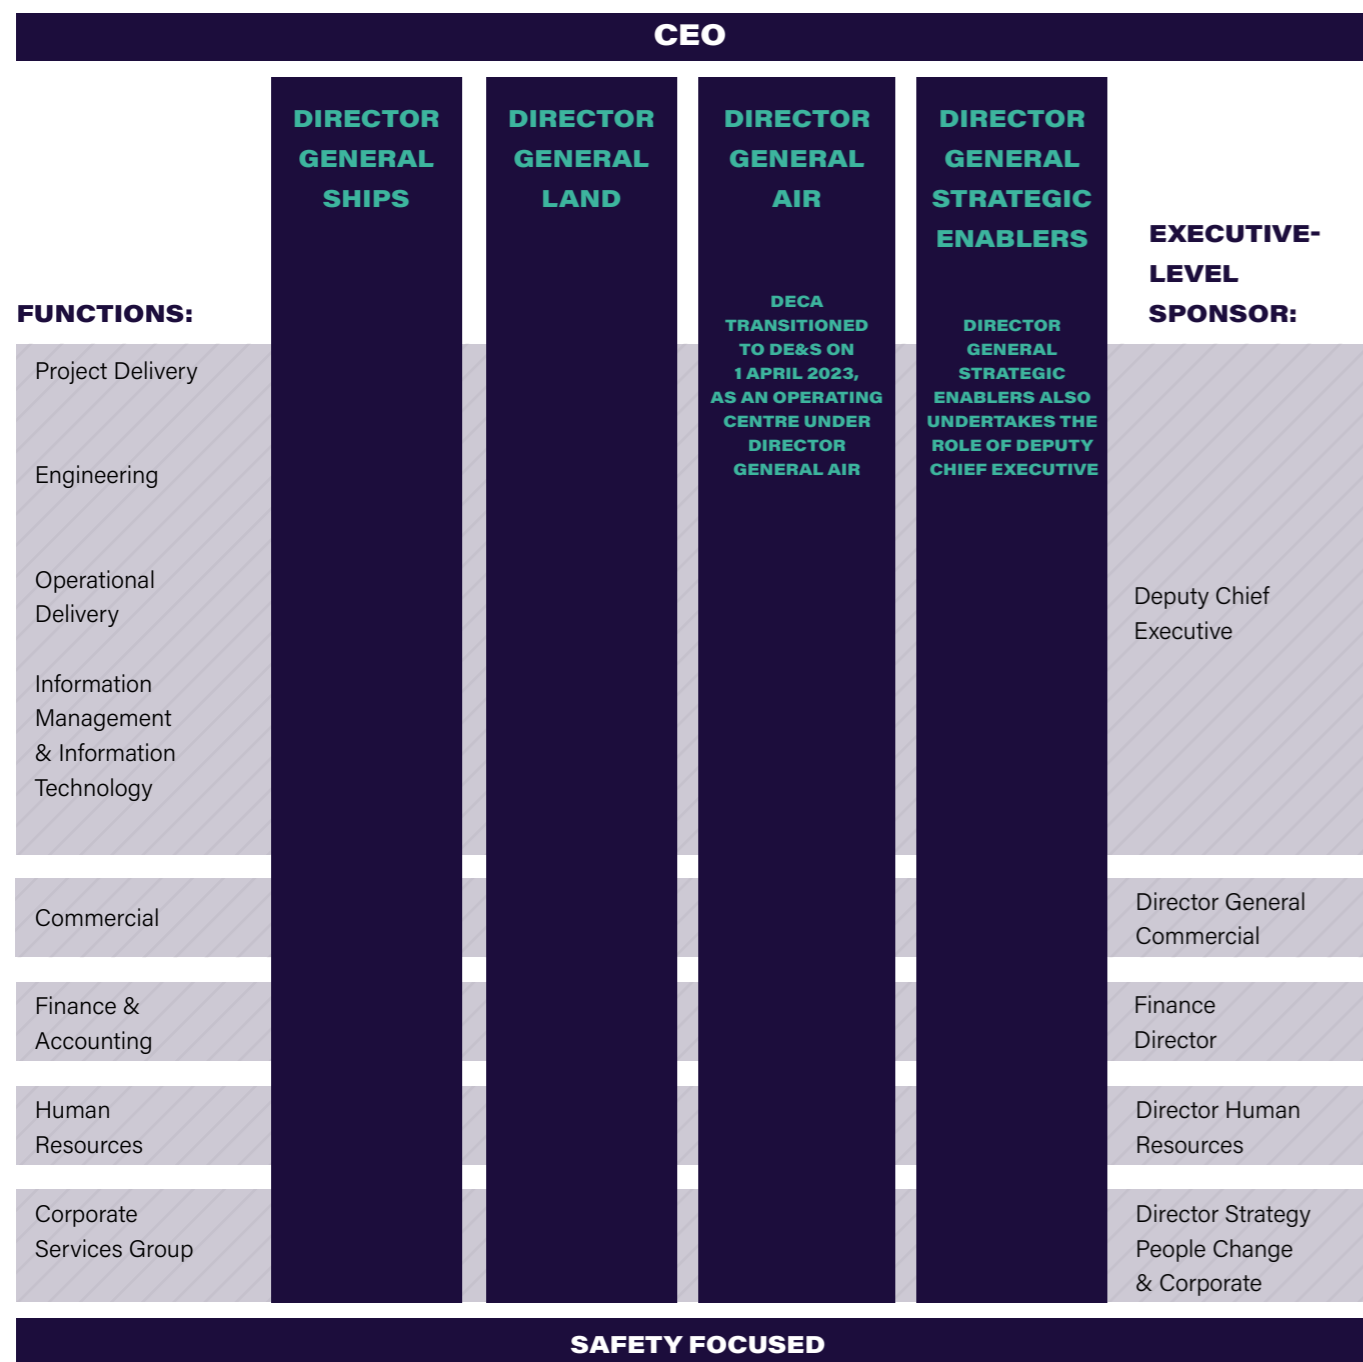 CEO
DIRECTOR
GENERAL
SHIPS
DIRECTOR
GENERAL
LAND
DIRECTOR
GENERAL
AIR
DECA
TRANSITIONED
TO DE&S ON
1 APRIL 2023,
AS AN OPERATING
CENTRE UNDER
DIRECTOR
GENERAL AIR
DIRECTOR
GENERAL
STRATEGIC
ENABLERS
DIRECTOR
GENERAL
STRATEGIC
ENABLERS ALSO
UNDERTAKES THE
ROLE OF DEPUTY
CHIEF EXECUTIVE
FUNCTIONS:
EXECUTIVE-
LEVEL
SPONSOR:
Project Delivery
Engineering
Operational
Delivery
Information
Management
& Information
Technology
Deputy Chief
Executive
Commercial
Director General
Commercial
Finance &
Accounting
Finance
Director
Human
Resources
Director Human
Resources
Corporate
Services Group
Director Strategy
People Change
& Corporate
SAFETY FOCUSED